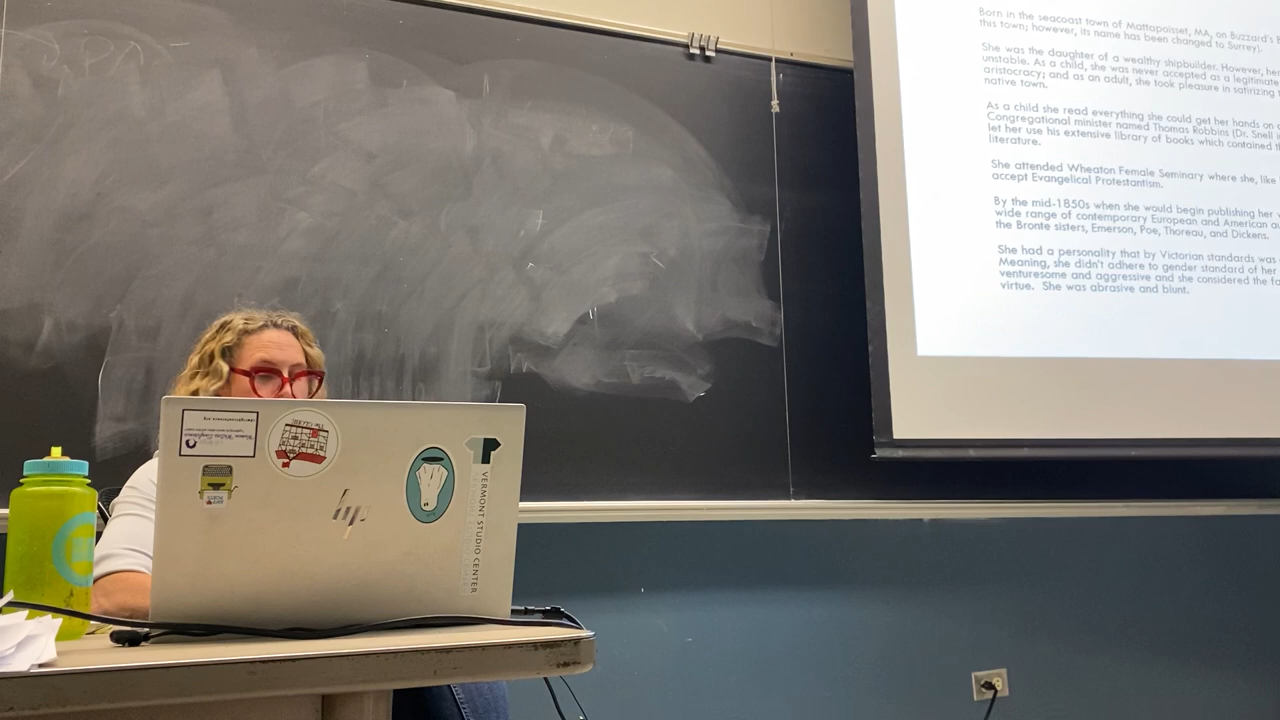 Born in the seacoast town of Mattapoisset, MA, on Buzzard's
this town; however, its name has been changed to Surrey).
She was the daughter of a wealthy shipbuilder. However, her
unstable. As a child, she was never accepted as a legitimate
aristocracy; and as an adult, she took pleasure in satirizing
native town.
As a child she read everything she could get her hands on
Congregational minister named Thomas Robbins (Dr. Snell
let her use his extensive library of books which contained
literature.
She attended Wheaton Female Seminary where she, like
accept Evangelical Protestantism.
By the mid-1850s when she would begin publishing her
wide range of contemporary European and American
the Bronte sisters, Emerson, Poe, Thoreau, and Dickens.
She had a personality that by Victorian standards was
Meaning, she didn't adhere to gender standard of her
venturesome and aggressive and she considered the
virtue. She was abrasive and blunt.
hp
VERMONT STUDIO CENTER